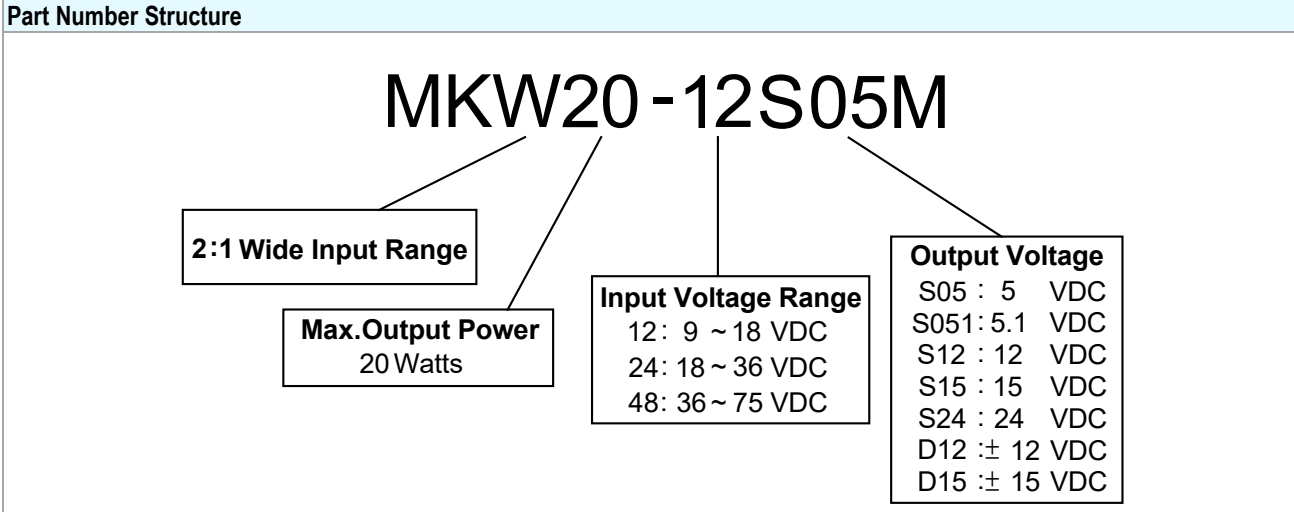 Part Number Structure
MKW20-12S05M
2:1 Wide Input Range
Max.Output Power
20 Watts
Input Voltage Range
12: 9 ~ 18 VDC
24: 18 ~ 36 VDC
48: 36 ~ 75 VDC
Output Voltage
S05 : 5 VDC
S051: 5.1 VDC
S12 : 12 VDC
S15 : 15 VDC
S24 : 24 VDC
D12 :± 12 VDC
D15 :± 15 VDC